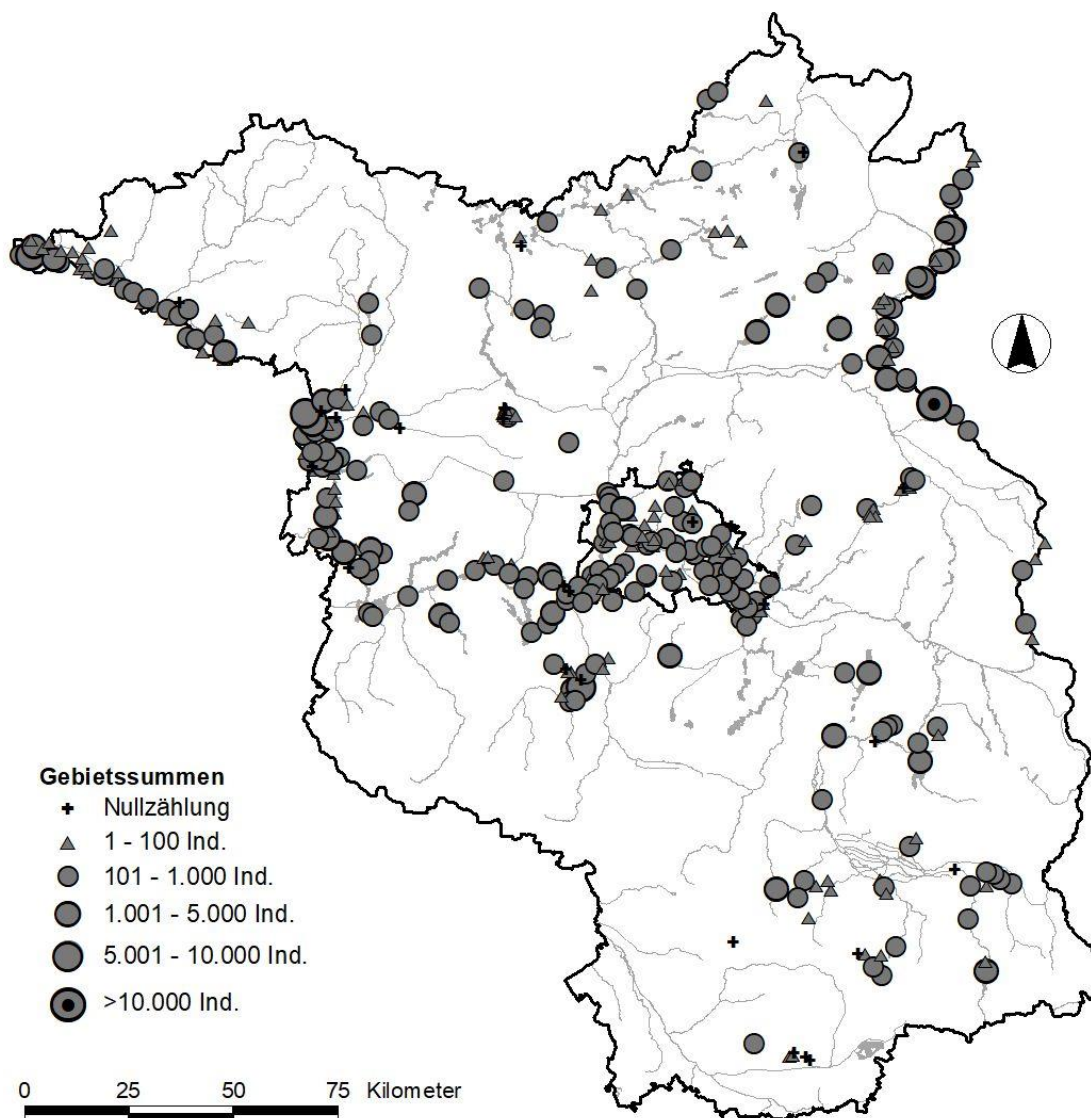 Gebietssummen
Nullzählung
1 - 100 Ind.
101 - 1.000 Ind.
1.001 - 5.000 Ind.
5.001 - 10.000 Ind.
>10.000 Ind.
0 25 50 75 Kilometer